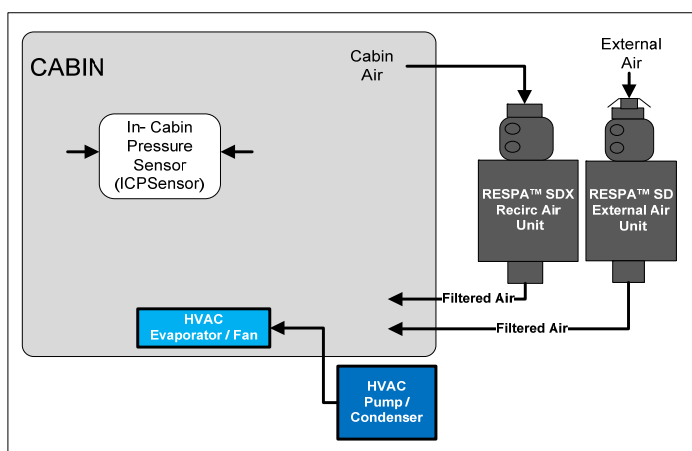 CABIN
Cabin
Air
External
Air
In- Cabin
Pressure
Sensor
(ICPSensor)
RESPA™ SDX
Recirc Air
Unit
RESPA™ SD
External Air
Unit
Filtered Air
Filtered Air
HVAC
Evaporator / Fan
HVAC
Pump /
Condenser